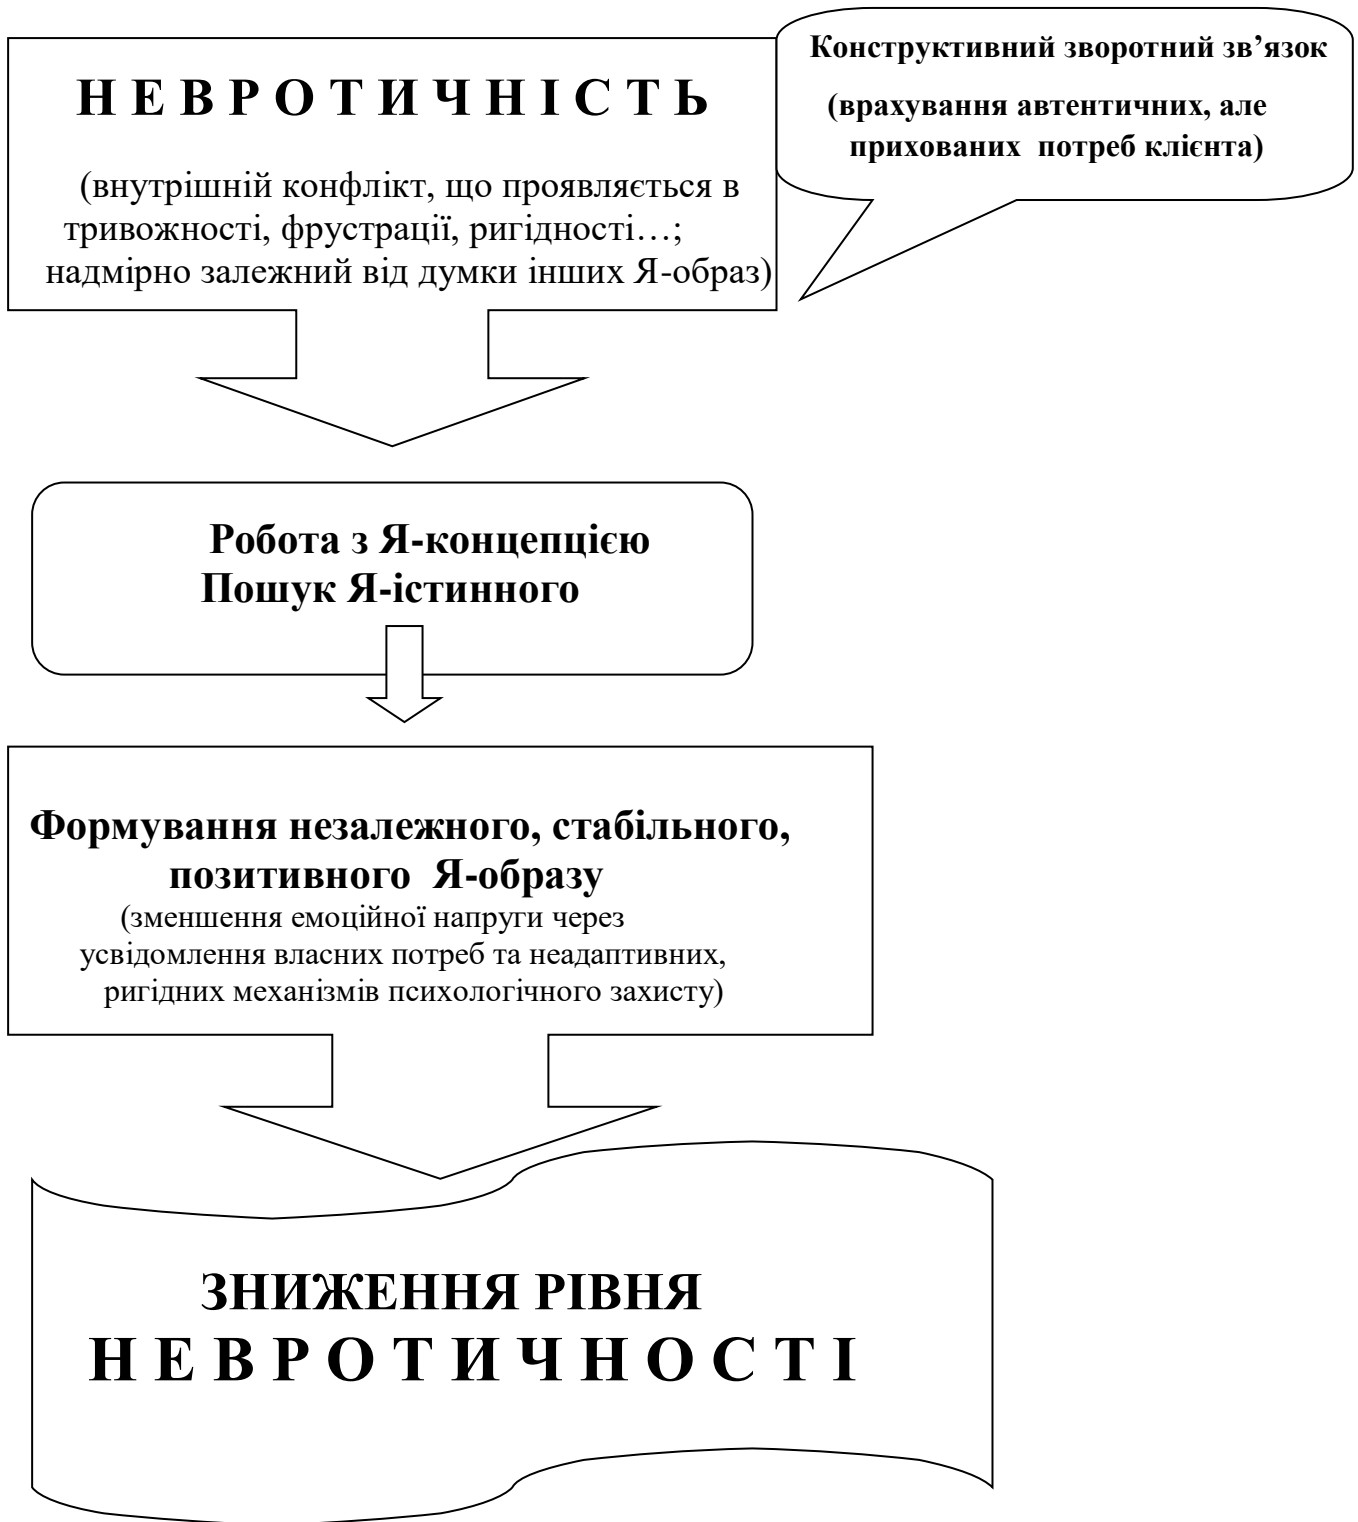 Н Е В Р О Т И Ч Н І С Т Ь
(внутрішній конфлікт, що проявляється в
тривожності, фрустрації, ригідності…;
надмірно залежний від думки інших Я-образ)
Конструктивний зворотний зв’язок
(врахування автентичних, але
прихованих потреб клієнта)
Робота з Я-концепцією
Пошук Я-істинного
Формування незалежного, стабільного,
позитивного Я-образу
(зменшення емоційної напруги через
усвідомлення власних потреб та неадаптивних,
ригідних механізмів психологічного захисту)
ЗНИЖЕННЯ РІВНЯ
Н Е В Р О Т И Ч Н О С Т І